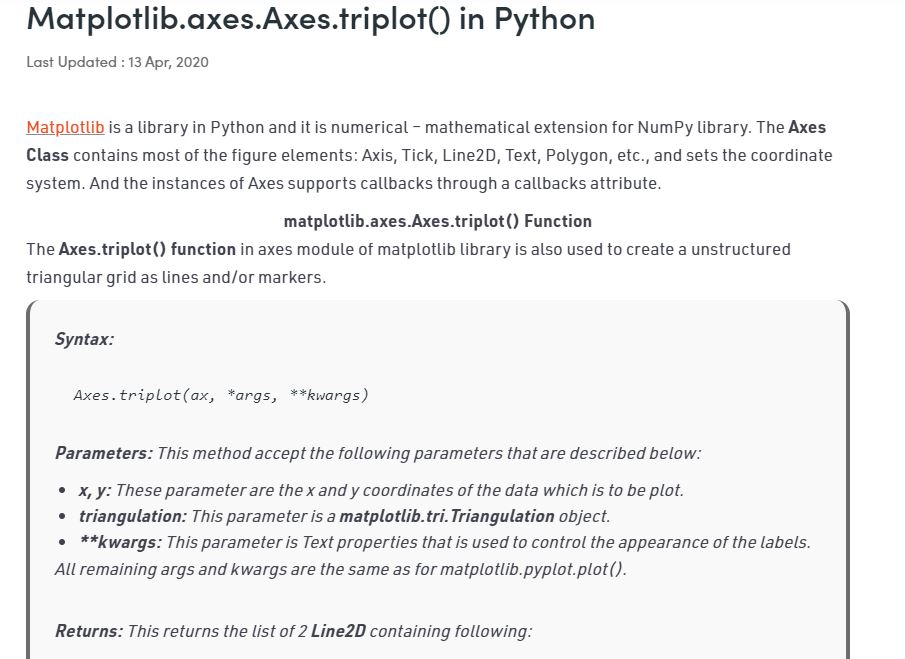 Matplotlib.axes.Axes.triplot() in Python
Last Updated : 13 Apr, 2020
Matplotlib is a library in Python and it is numerical – mathematical extension for NumPy library. The Axes
Class contains most of the figure elements: Axis, Tick, Line2D, Text, Polygon, etc., and sets the coordinate
system. And the instances of Axes supports callbacks through a callbacks attribute.
matplotlib.axes.Axes.triplot() Function
The Axes.triplot() function in axes module of matplotlib library is also used to create a unstructured
triangular grid as lines and/or markers.
Syntax:
Axes.triplot(ax, *args, **kwargs)
Parameters: This method accept the following parameters that are described below:
• x, y: These parameter are the x and y coordinates of the data which is to be plot.
• triangulation: This parameter is a matplotlib.tri.Triangulation object.
• **kwargs: This parameter is Text properties that is used to control the appearance of the labels.
All remaining args and kwargs are the same as for matplotlib.pyplot.plot().
Returns: This returns the list of 2 Line2D containing following: